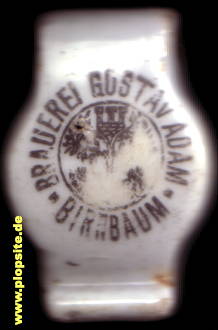 BRAUEREI GUSTAV ADAM
* BIRNBAUM *
www.plopsite.de